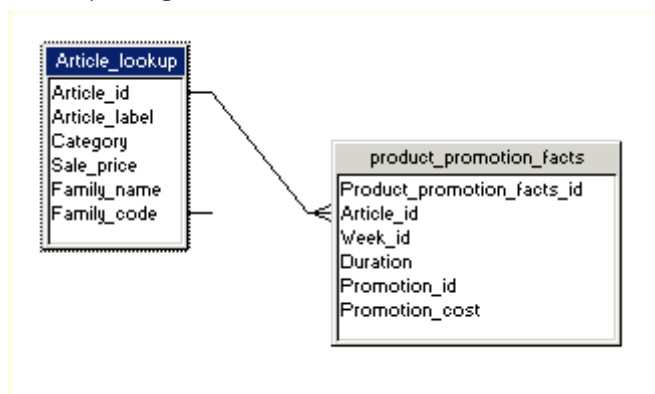 Article_lookup
Article_id
Article_label
Category
Sale_price
Family_name
Family_code
product_promotion_facts
Product_promotion_facts_id
Article_id
Week_id
Duration
Promotion_id
Promotion_cost